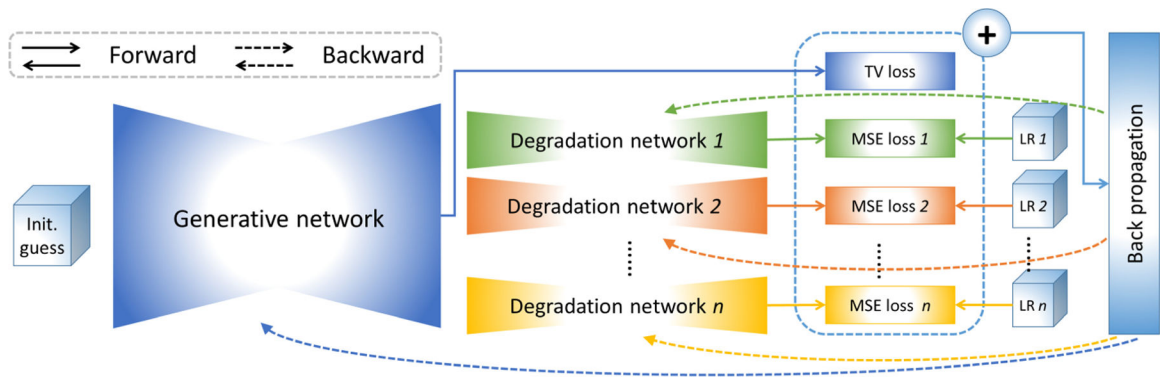 Forward
Backward
+
TV loss
Degradation network 1
MSE loss 1
LR 1
Init.
guess
Generative network
Degradation network 2
MSE loss 2
LR 2
Back propagation
Degradation network n
MSE loss n
LR n